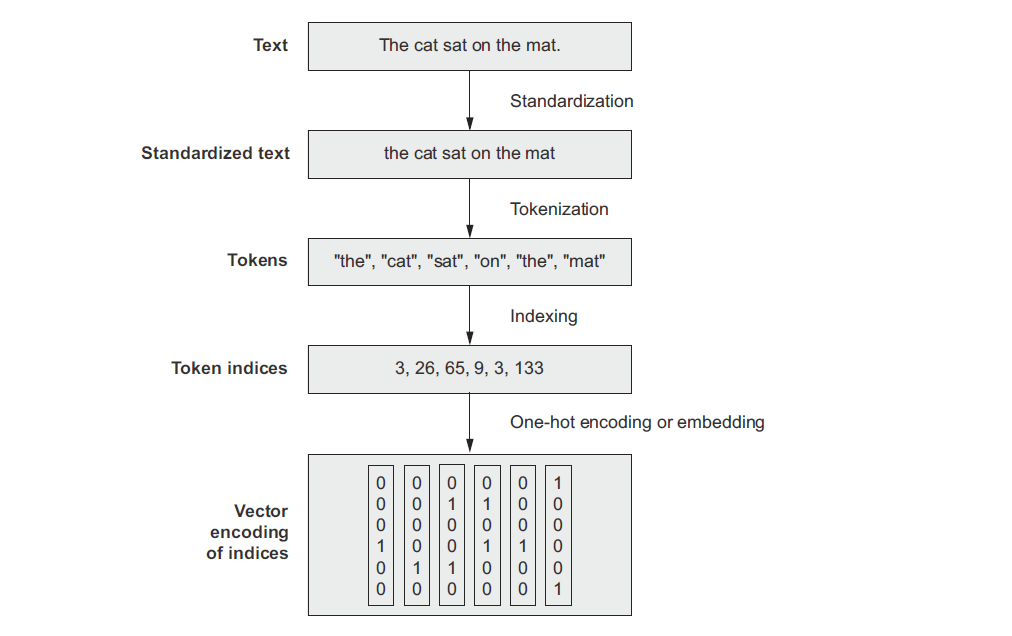 Text
The cat sat on the mat.
Standardization
Standardized text
the cat sat on the mat
Tokenization
Tokens
"the", "cat", "sat", "on", "the", "mat"
Indexing
Token indices
3, 26, 65, 9, 3, 133
One-hot encoding or embedding
Vector
encoding
of indices
0 0 0 0 0 1
0 0 1 1 0 0
0 0 0 0 0 0
1 0 0 1 1 0
0 1 1 0 0 0
0 0 0 0 0 1